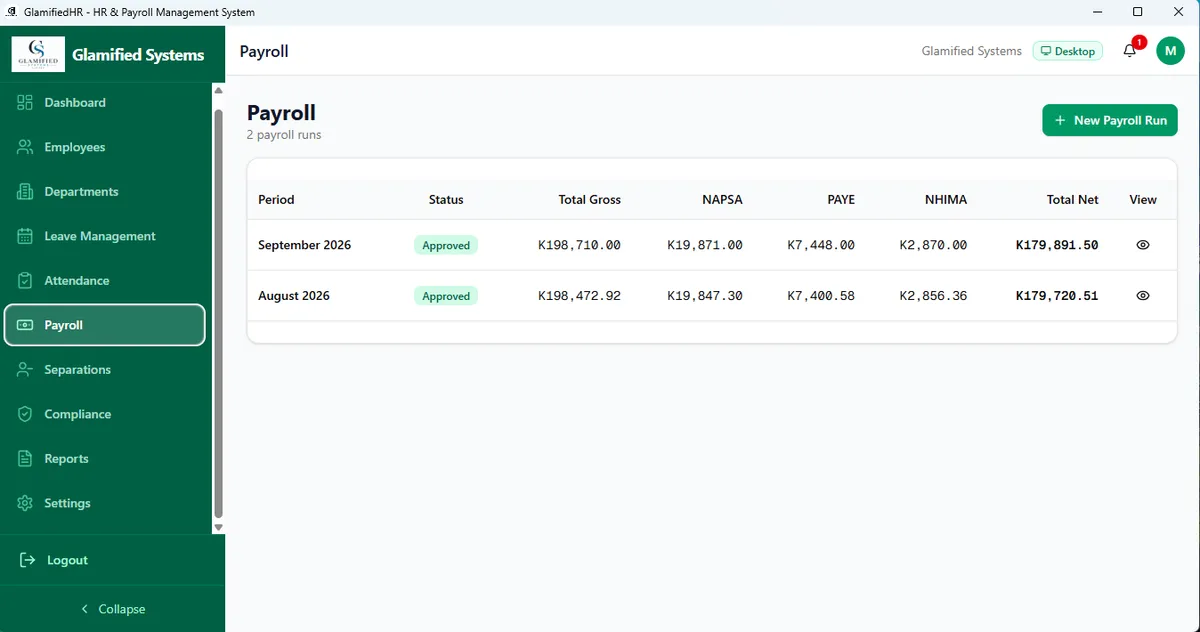 GlamifiedHR - HR & Payroll Management System
GLAMIFIED
Glamified Systems
Payroll
Glamified Systems
Desktop
1
M
Dashboard
Employees
Departments
Leave Management
Attendance
Payroll
Separations
Compliance
Reports
Settings
Logout
Collapse
Payroll
2 payroll runs
+ New Payroll Run
Period Status Total Gross NAPSA PAYE NHIMA Total Net View
September 2026 Approved K198,710.00 K19,871.00 K7,448.00 K2,870.00 K179,891.50
August 2026 Approved K198,472.92 K19,847.30 K7,400.58 K2,856.36 K179,720.51